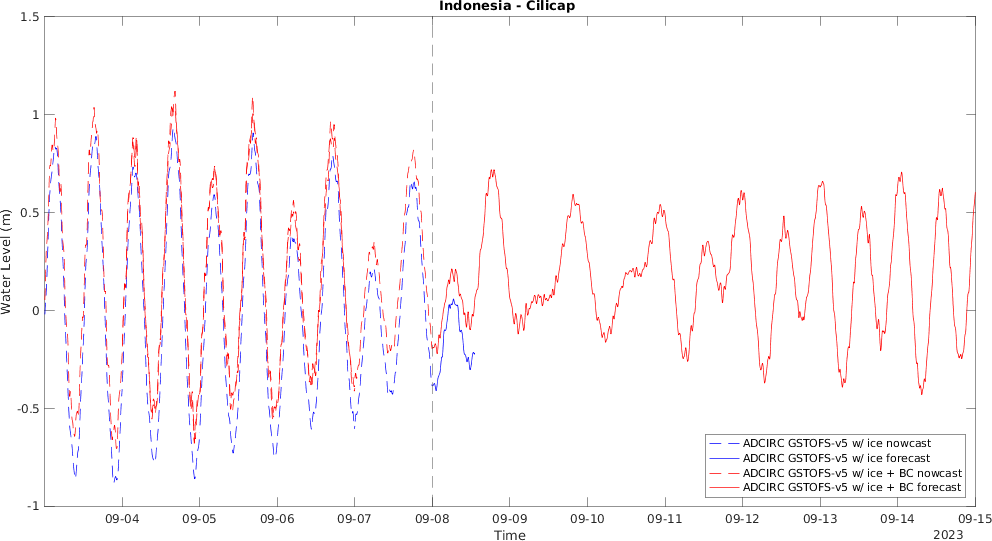 Indonesia - Cilicap
1.5
1
0.5
0
-0.5
-1
Water Level (m)
ADCIRC GSTOFS-v5 w/ ice nowcast
ADCIRC GSTOFS-v5 w/ ice forecast
ADCIRC GSTOFS-v5 w/ ice + BC nowcast
ADCIRC GSTOFS-v5 w/ ice + BC forecast
09-04 09-05 09-06 09-07 09-08 09-09 09-10 09-11 09-12 09-13 09-14 09-15
Time
2023